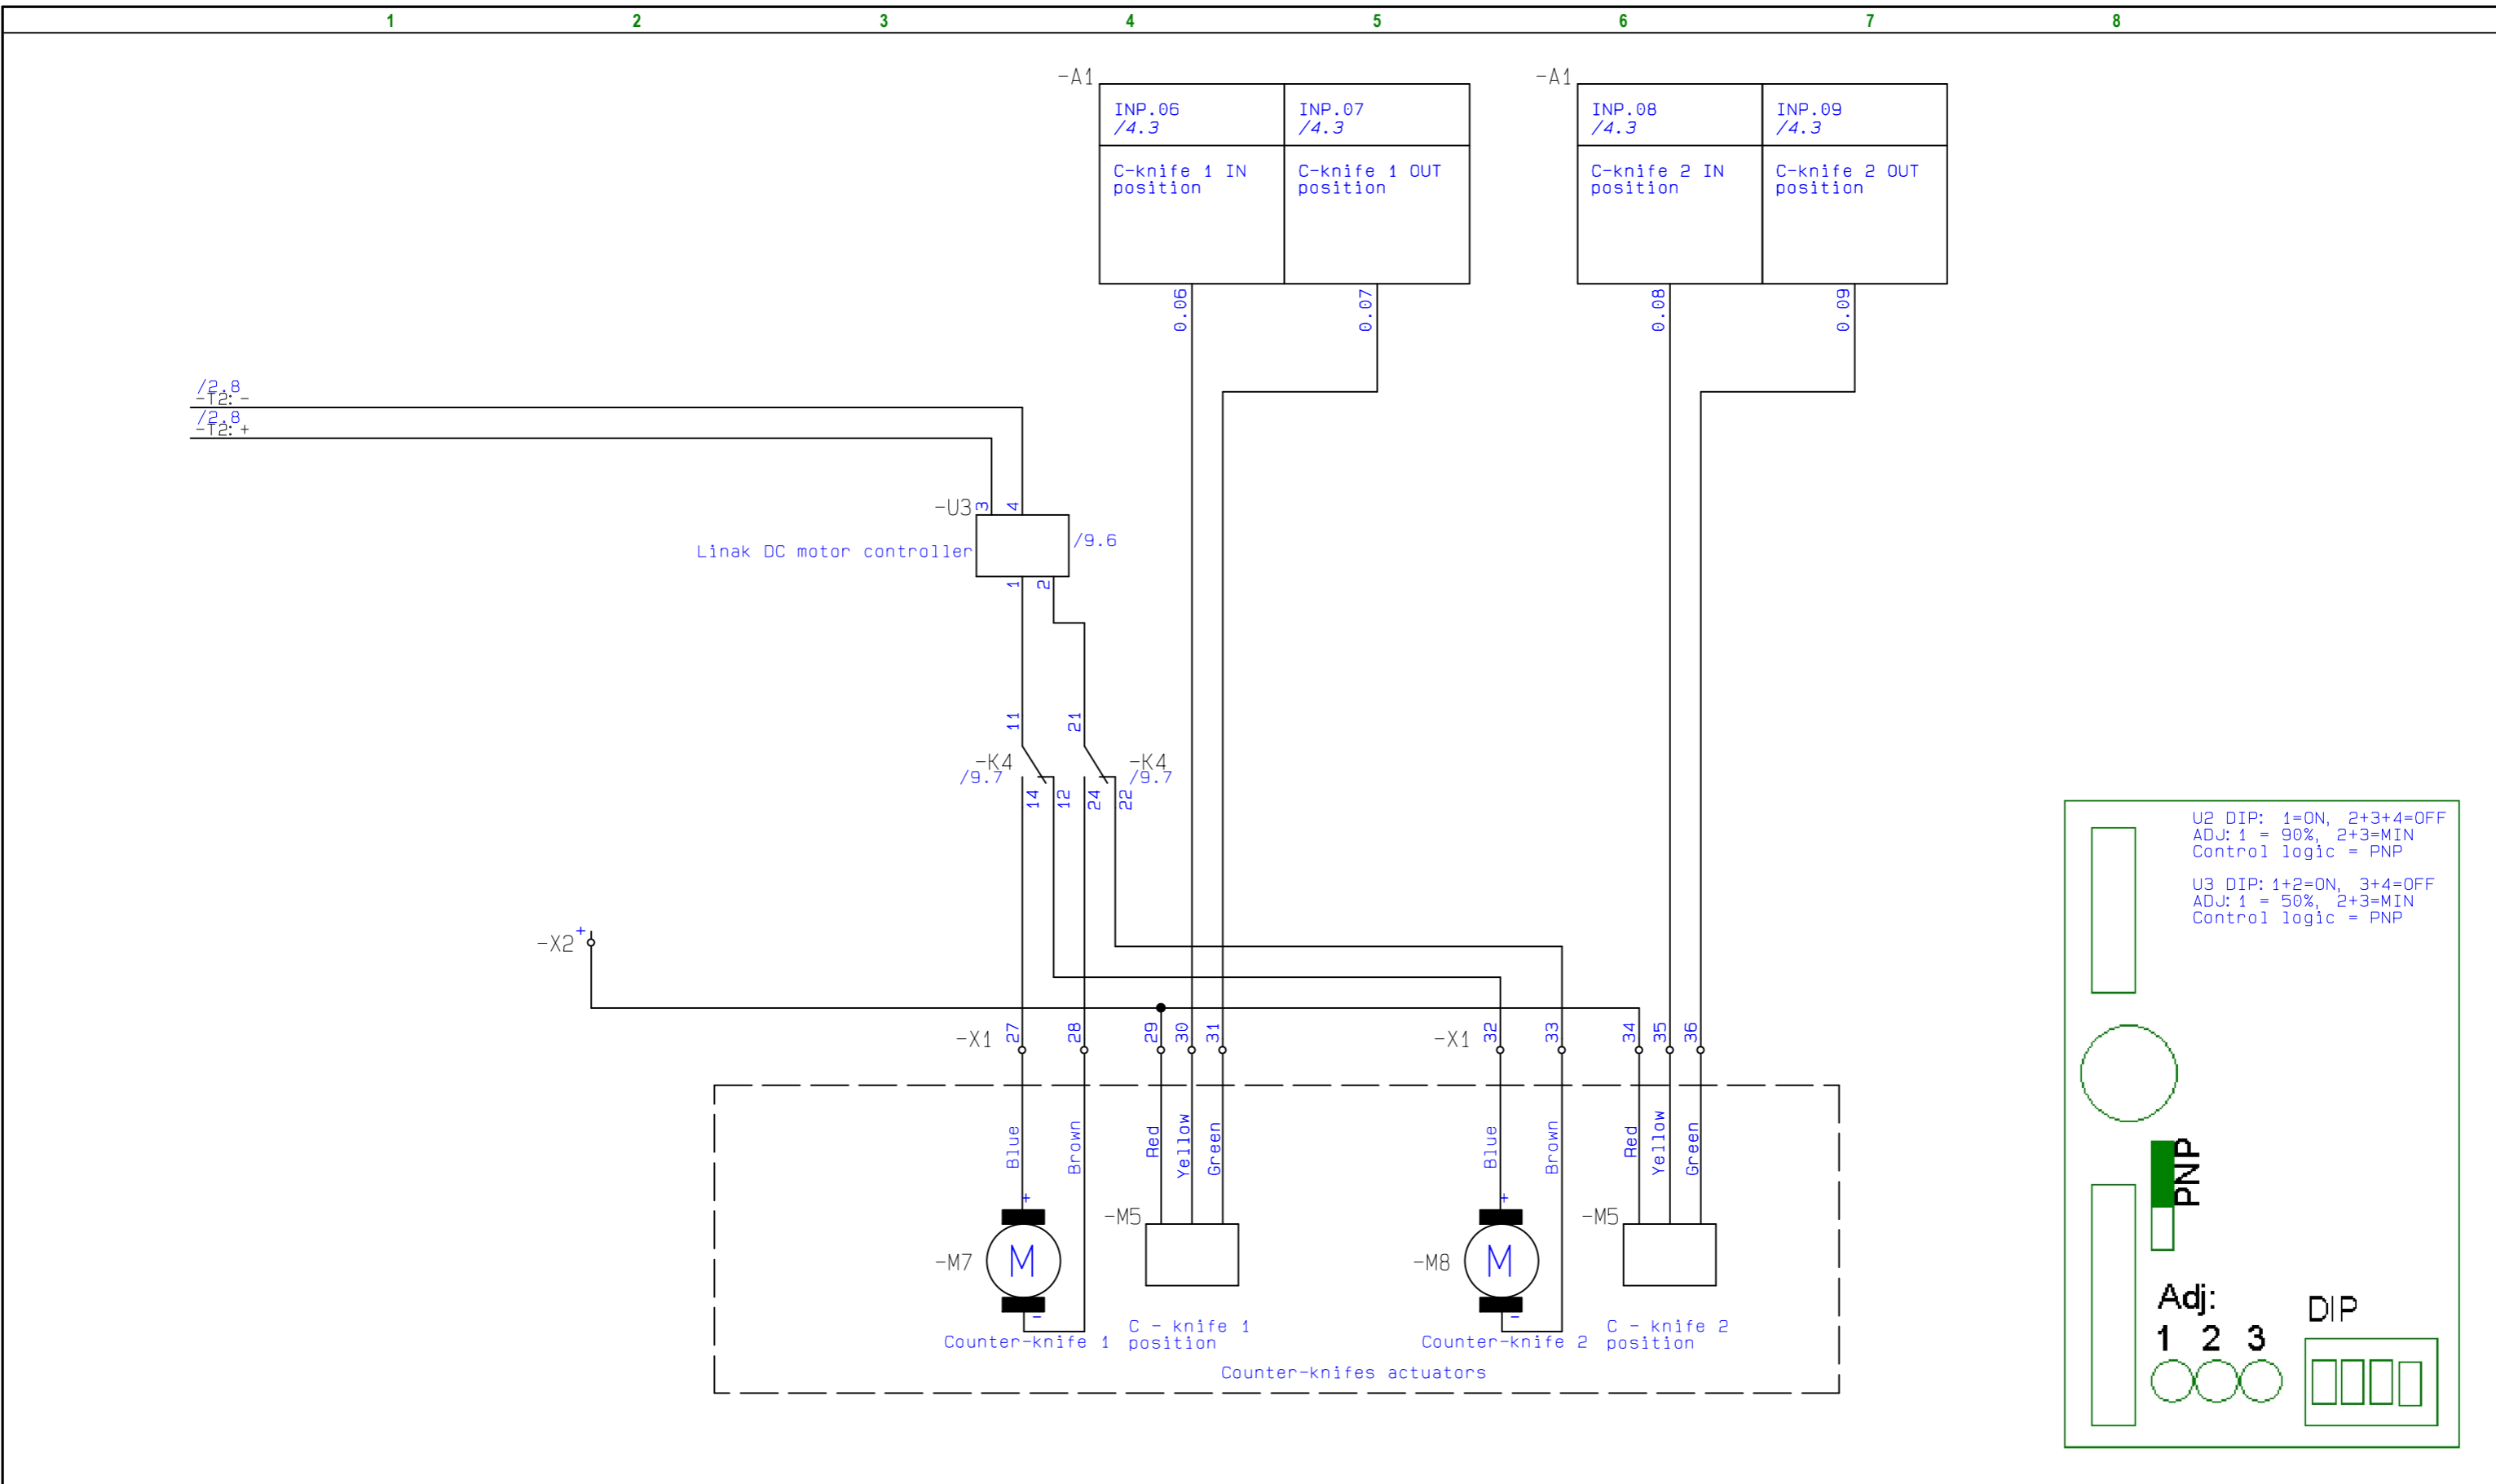 1 2 3 4 5 6 7 8
-A1
INP.06
/4.3
INP.07
/4.3
C-knife 1 IN
position
C-knife 1 OUT
position
0.06
0.07
-A1
INP.08
/4.3
INP.09
/4.3
C-knife 2 IN
position
C-knife 2 OUT
position
0.08
0.09
/2.8
-T2:-
/2.8
-T2:+
-U3
3
4
Linak DC motor controller
/9.6
1
2
11
21
-K4
/9.7
-K4
/9.7
14
12
24
22
U2 DIP: 1=ON, 2+3+4=OFF
ADJ:1 = 90%, 2+3=MIN
Control logic = PNP
U3 DIP:1+2=ON, 3+4=OFF
ADJ:1 = 50%, 2+3=MIN
Control logic = PNP
-X2
+
-X1
27
28
29
30
31
-X1
32
33
34
35
36
Blue
Brown
Red
Yellow
Green
Blue
Brown
Red
Yellow
Green
+
-M7
M
-
-M5
+
-M8
M
-
-M5
Counter-knife 1
C - knife 1
position
Counter-knife 2
C - knife 2
position
Counter-knifes actuators
PNP
Adj:
1 2 3
DIP